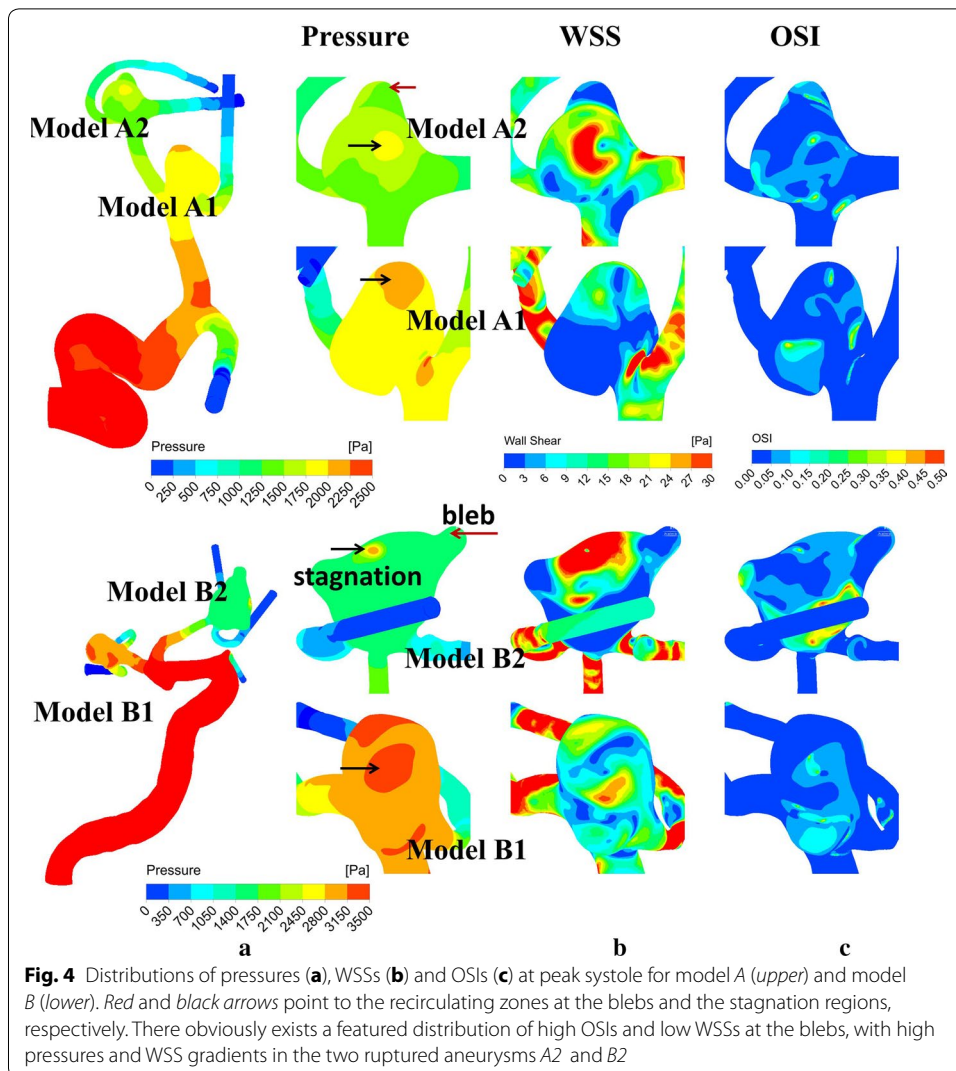 Pressure WSS OSI
Model A2
Model A2
Model A1
Model A1
Pressure [Pa]
0 250 500 750 1000 1250 1500 1750 2000 2250 2500
Wall Shear [Pa]
0 3 6 9 12 15 18 21 24 27 30
OSI
0.00 0.05 0.10 0.15 0.20 0.25 0.30 0.35 0.40 0.45 0.50
bleb
stagnation
Model B2
Model B2
Model B1
Model B1
Pressure [Pa]
0 350 700 1050 1400 1750 2100 2450 2800 3150 3500
a b c
Fig. 4 Distributions of pressures (a), WSSs (b) and OSIs (c) at peak systole for model A (upper) and model
B (lower). Red and black arrows point to the recirculating zones at the blebs and the stagnation regions,
respectively. There obviously exists a featured distribution of high OSIs and low WSSs at the blebs, with high
pressures and WSS gradients in the two ruptured aneurysms A2 and B2